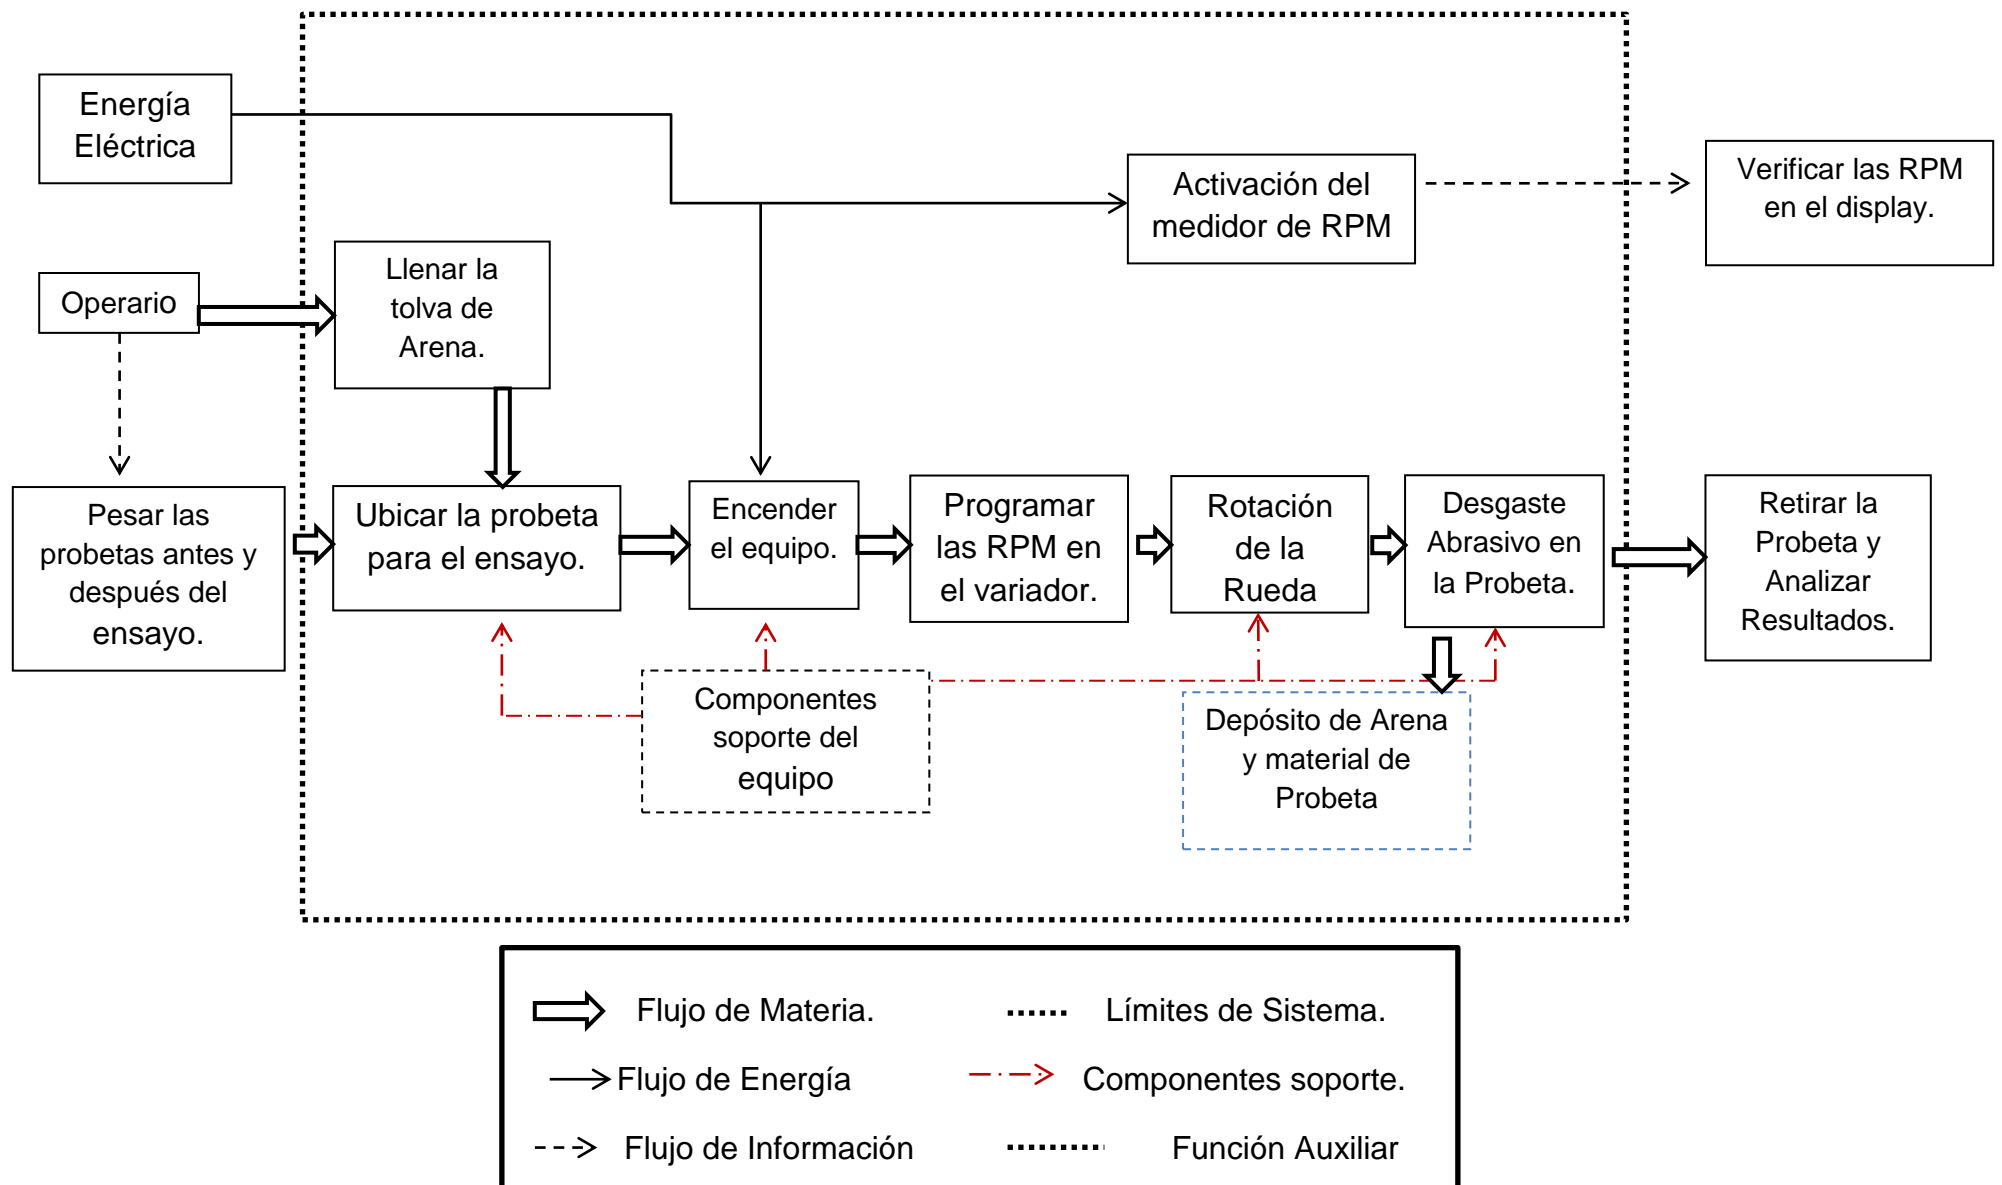 Energía
Eléctrica
Activación del
medidor de RPM
Verificar las RPM
en el display.
Operario
Llenar la
tolva de
Arena.
Pesar las
probetas antes y
después del
ensayo.
Ubicar la probeta
para el ensayo.
Encender
el equipo.
Programar
las RPM en
el variador.
Rotación
de la
Rueda
Desgaste
Abrasivo en
la Probeta.
Retirar la
Probeta y
Analizar
Resultados.
Componentes
soporte del
equipo
Depósito de Arena
y material de
Probeta
Flujo de Materia.
Límites de Sistema.
Flujo de Energía
Componentes soporte.
Flujo de Información
Función Auxiliar